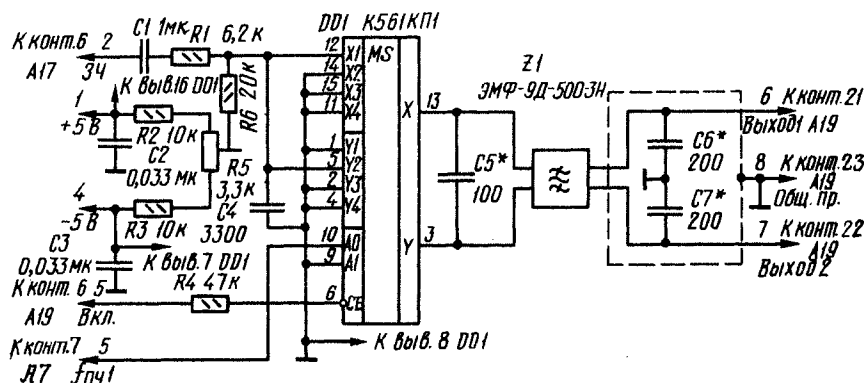 DD1 К561КП1
К конт.6 2 C1 1мк R1 6,2к
А17 ЗЧ
К выв.16 DD1
1
+5 В
R2 10к
C2
0,033 мк
R6 20к
R5
3,3к
4
-5 В
R3 10к
C4
3300
C3
0,033 мк
К выв.7 DD1
К конт. 6 5
А19 Вкл.
R4 47к
К конт.7 5
А7 fпч1
12 X1
14 X2
15 X3
11 X4
1 Y1
5 Y2
2 Y3
4 Y4
10 A0
9 A1
6 CE
MS
X 13
Y 3
К выв. 8 DD1
C5*
100
Z1
ЭМФ-9Д-500-3Н
C6*
200
C7*
200
6 К конт.21
Выход1 А19
8 К конт.23
А19
Общ. пр.
7 К конт.22
А19
Выход 2